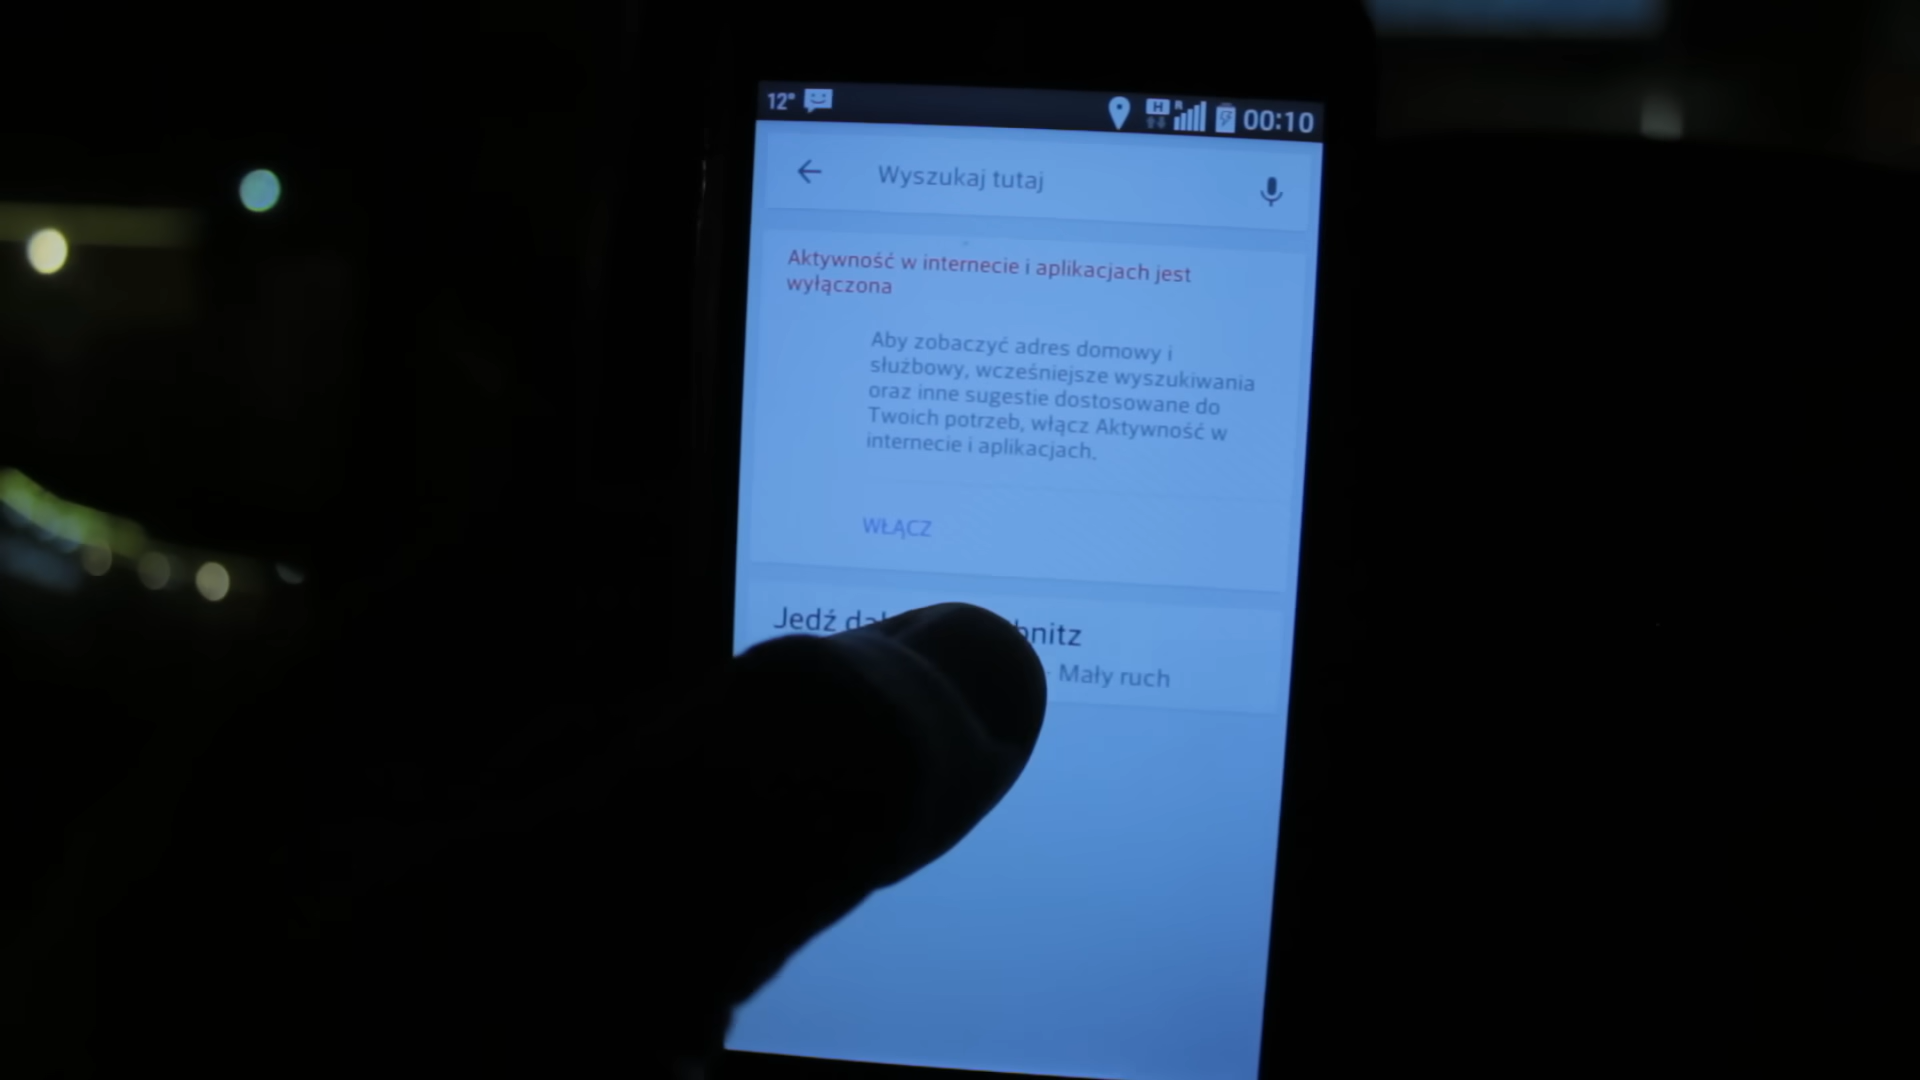 12° H R 00:10
Wyszukaj tutaj
Aktywność w internecie i aplikacjach jest
wyłączona
Aby zobaczyć adres domowy i
służbowy, wcześniejsze wyszukiwania
oraz inne sugestie dostosowane do
Twoich potrzeb, włącz Aktywność w
internecie i aplikacjach.
WŁĄCZ
Jedź
Mały ruch